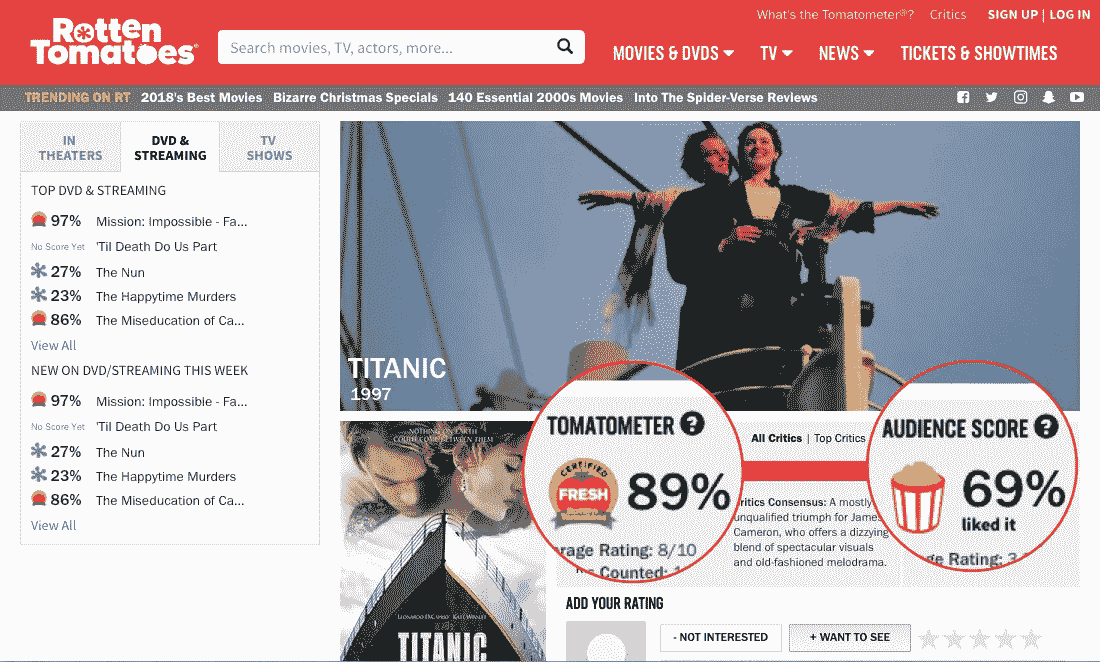 What's the Tomatometer®? Critics SIGN UP | LOG IN
Rotten
Tomatoes®
Search movies, TV, actors, more...
MOVIES & DVDS TV NEWS TICKETS & SHOWTIMES
TRENDING ON RT 2018's Best Movies Bizarre Christmas Specials 140 Essential 2000s Movies Into The Spider-Verse Reviews
IN
THEATERS
DVD &
STREAMING
TV
SHOWS
TOP DVD & STREAMING
97% Mission: Impossible - Fa...
No Score Yet 'Til Death Do Us Part
27% The Nun
23% The Happytime Murders
86% The Miseducation of Ca...
View All
NEW ON DVD/STREAMING THIS WEEK
97% Mission: Impossible - Fa...
No Score Yet 'Til Death Do Us Part
27% The Nun
23% The Happytime Murders
86% The Miseducation of Ca...
View All
TITANIC
1997
NOTHING ON EARTH
COULD COME BETWEEN THEM
LEONARDO DICAPRIO KATE WINSLET
TITANIC
TOMATOMETER ?
CERTIFIED
FRESH
89%
rage Rating: 8/10
Counted:
All Critics | Top Critics
ritics Consensus: A mostly
unqualified triumph for James
Cameron, who offers a dizzying
blend of spectacular visuals
and old-fashioned melodrama.
AUDIENCE SCORE ?
69%
liked it
ge Rating: 3
ADD YOUR RATING
- NOT INTERESTED
+ WANT TO SEE